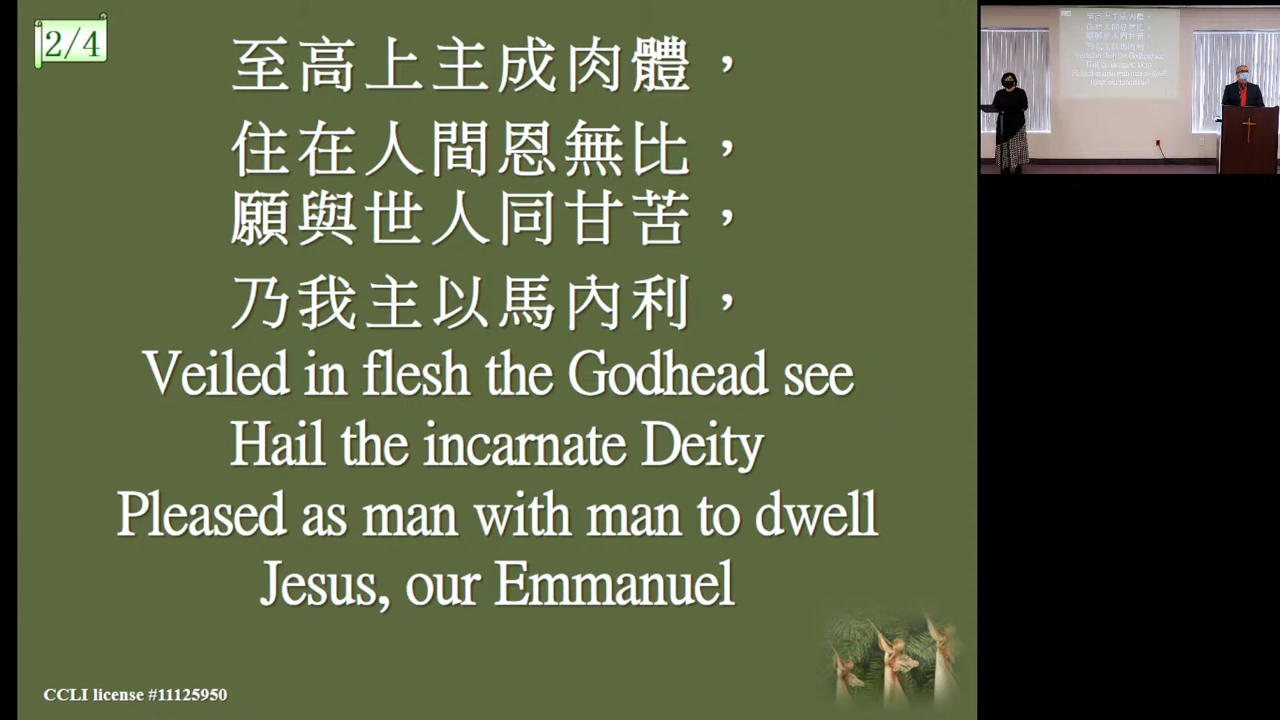 2/4
至高上主成肉體，
住在人間恩無比，
願與世人同甘苦，
乃我主以馬內利，
Veiled in flesh the Godhead see
Hail the incarnate Deity
Pleased as man with man to dwell
Jesus, our Emmanuel
CCLI license #11125950